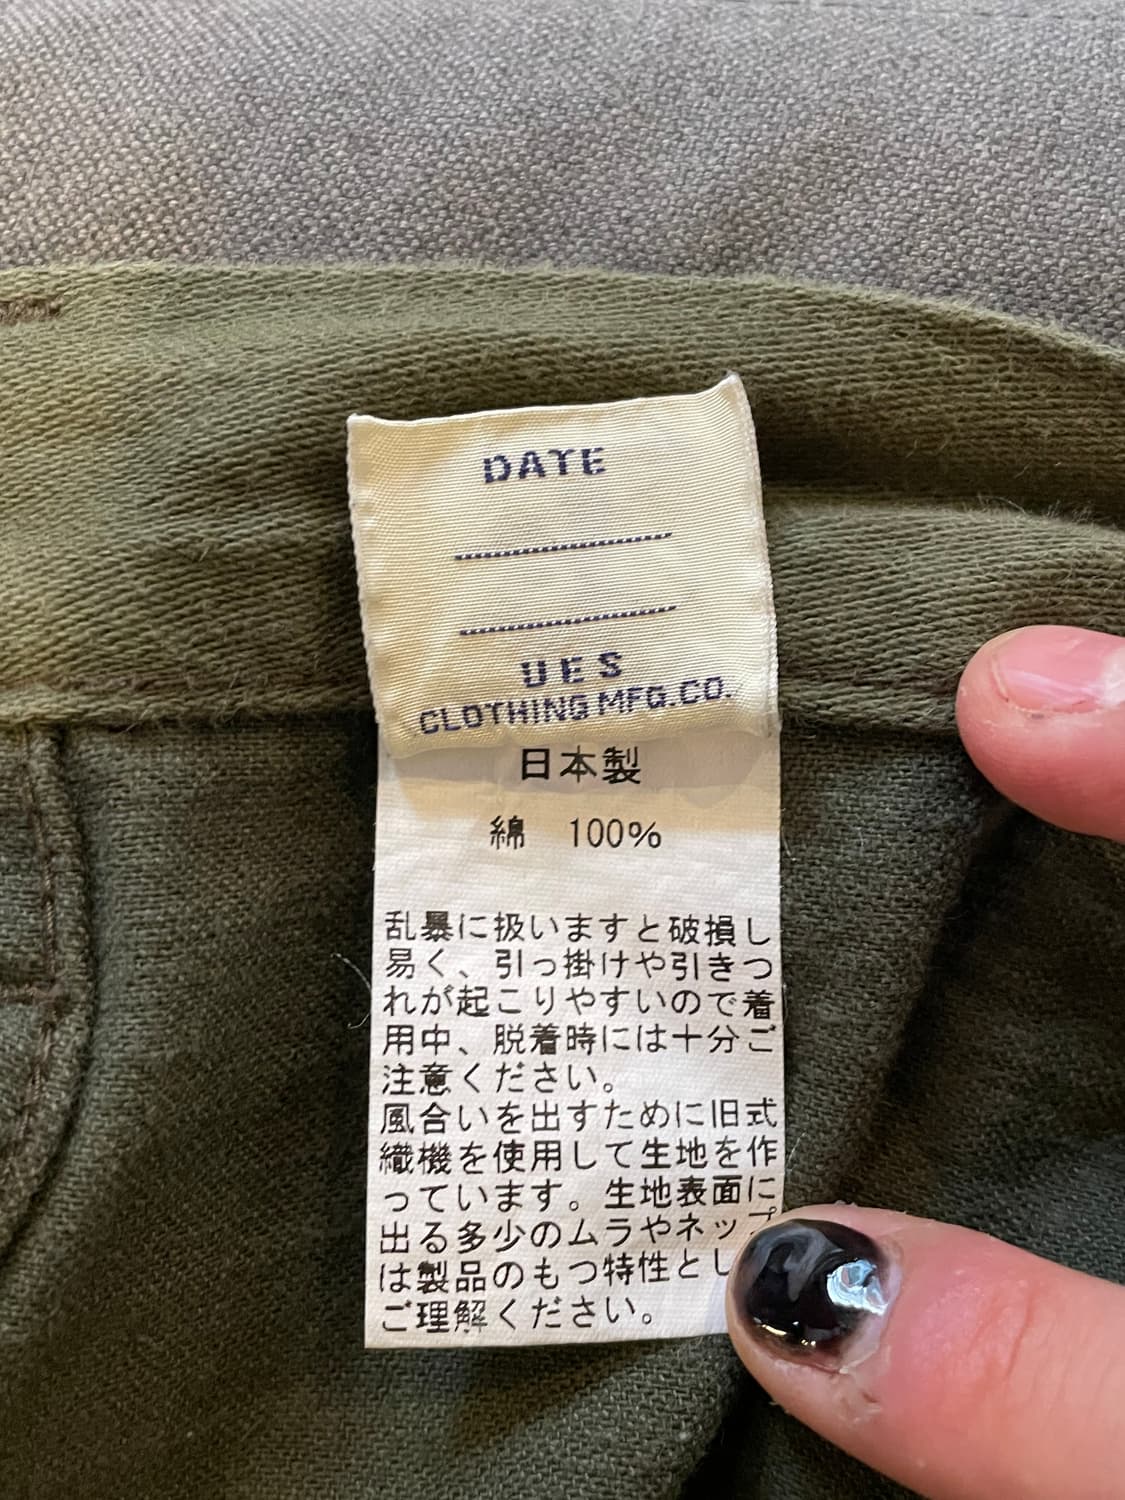 DATE
UES
CLOTHING MFG.CO.
日本製
綿 100%
乱暴に扱いますと破損し
易く、引っ掛けや引きつ
れが起こりやすいので着
用中、脱着時には十分ご
注意ください。
風合いを出すために旧式
織機を使用して生地を作
っています。生地表面に
出る多少のムラやネップ
は製品のもつ特性とし
ご理解ください。